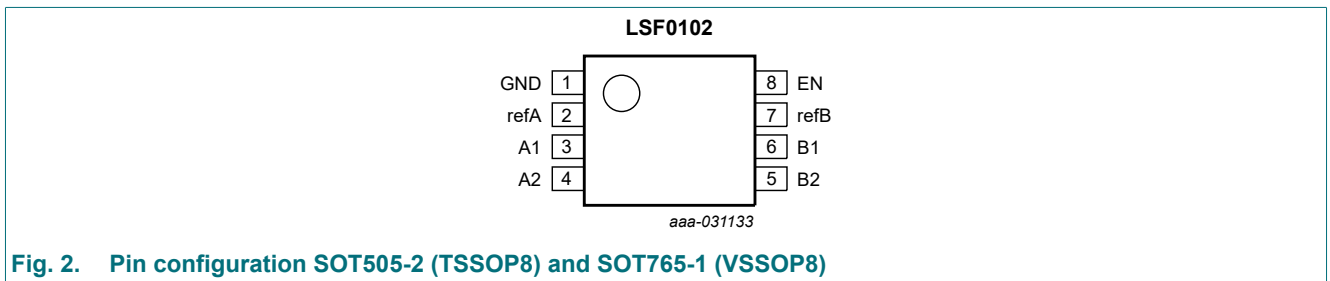 LSF0102
GND 1 8 EN
refA 2 7 refB
A1 3 6 B1
A2 4 5 B2
aaa-031133
Fig. 2. Pin configuration SOT505-2 (TSSOP8) and SOT765-1 (VSSOP8)